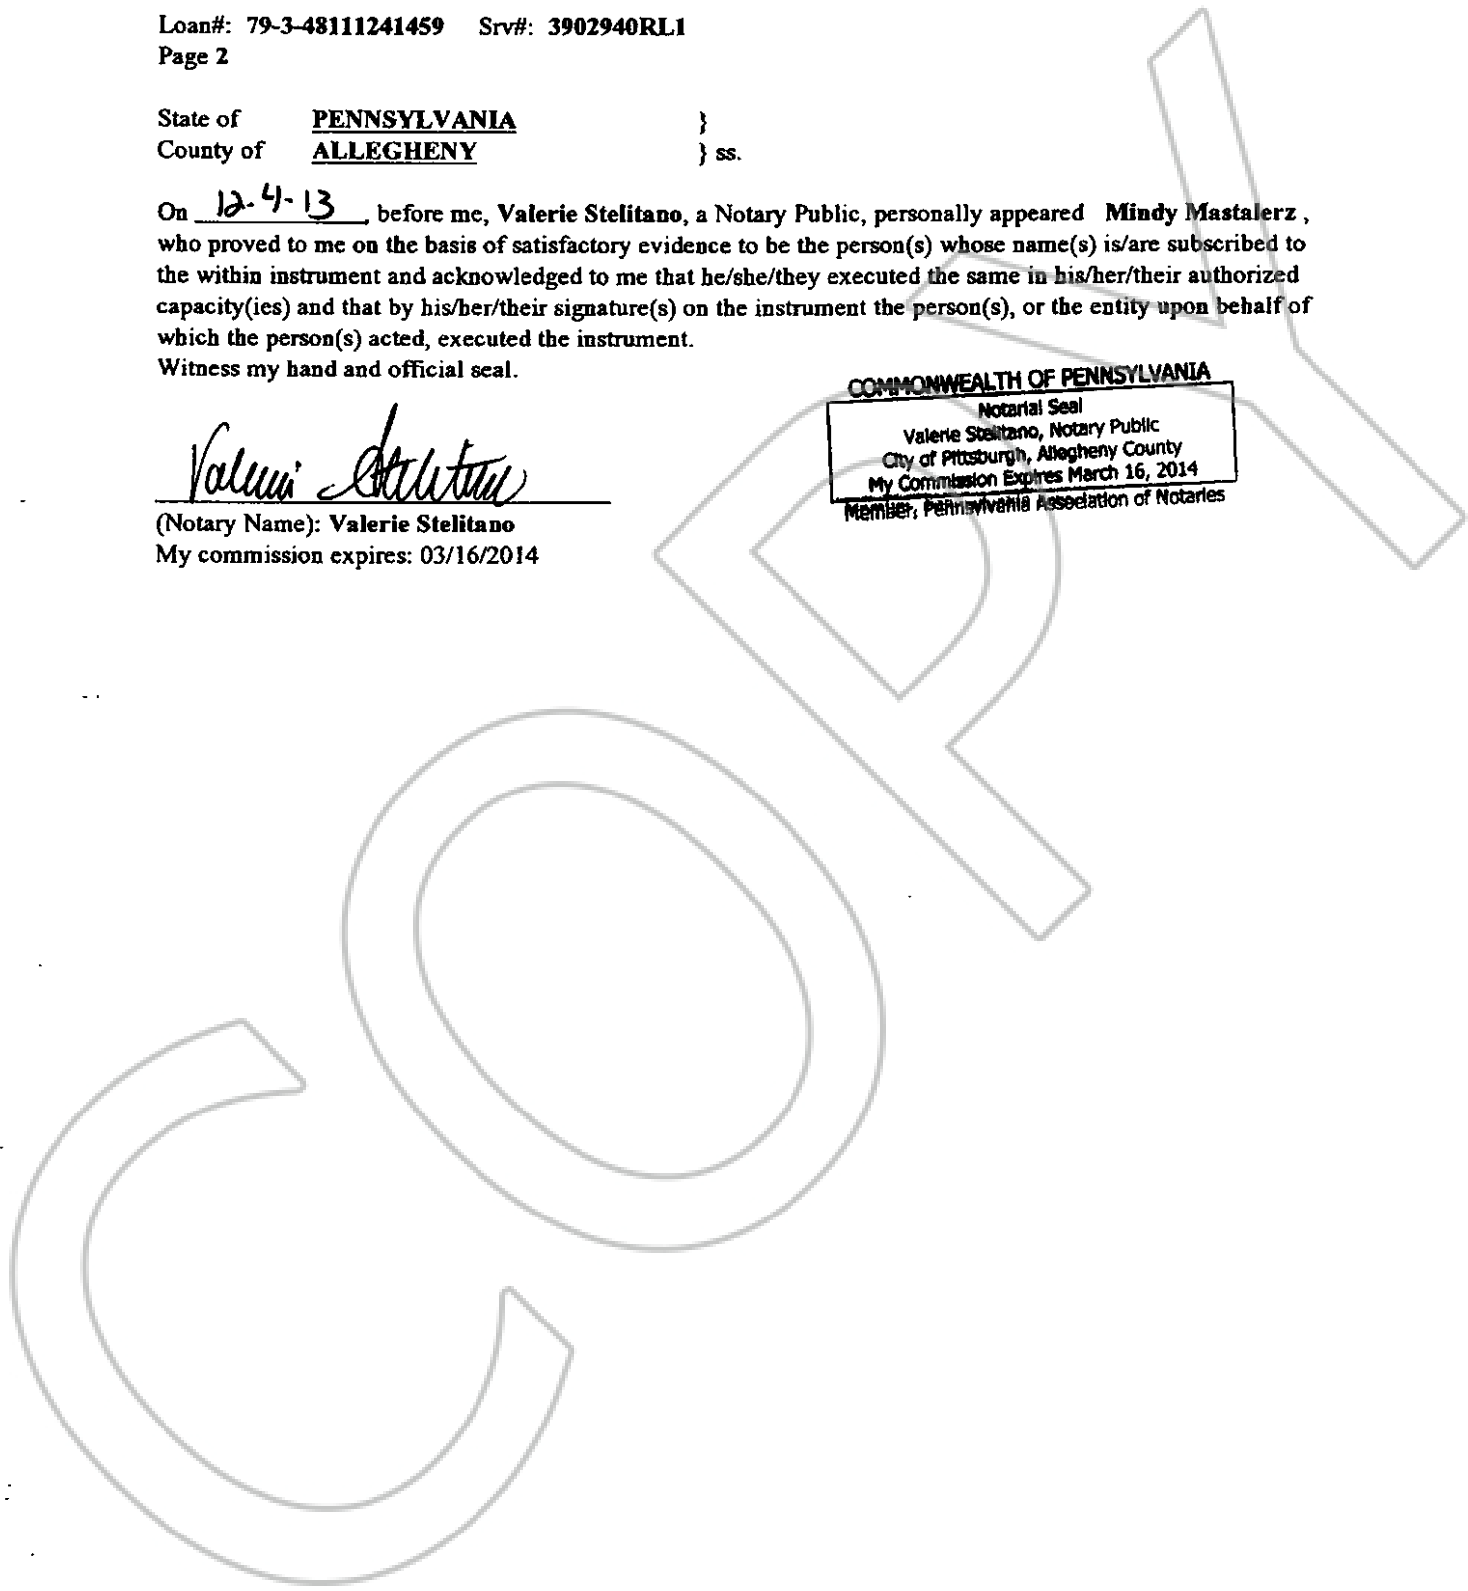 Loan#: 79-3-48111241459 Srv#: 3902940RL1
Page 2
State of PENNSYLVANIA }
County of ALLEGHENY } ss.
On 12-4-13, before me, Valerie Stelitano, a Notary Public, personally appeared Mindy Mastalerz ,
who proved to me on the basis of satisfactory evidence to be the person(s) whose name(s) is/are subscribed to
the within instrument and acknowledged to me that he/she/they executed the same in his/her/their authorized
capacity(ies) and that by his/her/their signature(s) on the instrument the person(s), or the entity upon behalf of
which the person(s) acted, executed the instrument.
Witness my hand and official seal.
COMMONWEALTH OF PENNSYLVANIA
Notarial Seal
Valerie Stelitano, Notary Public
City of Pittsburgh, Allegheny County
My Commission Expires March 16, 2014
Member, Pennsylvania Association of Notaries
Valerie Stelitano
(Notary Name): Valerie Stelitano
My commission expires: 03/16/2014
COPY